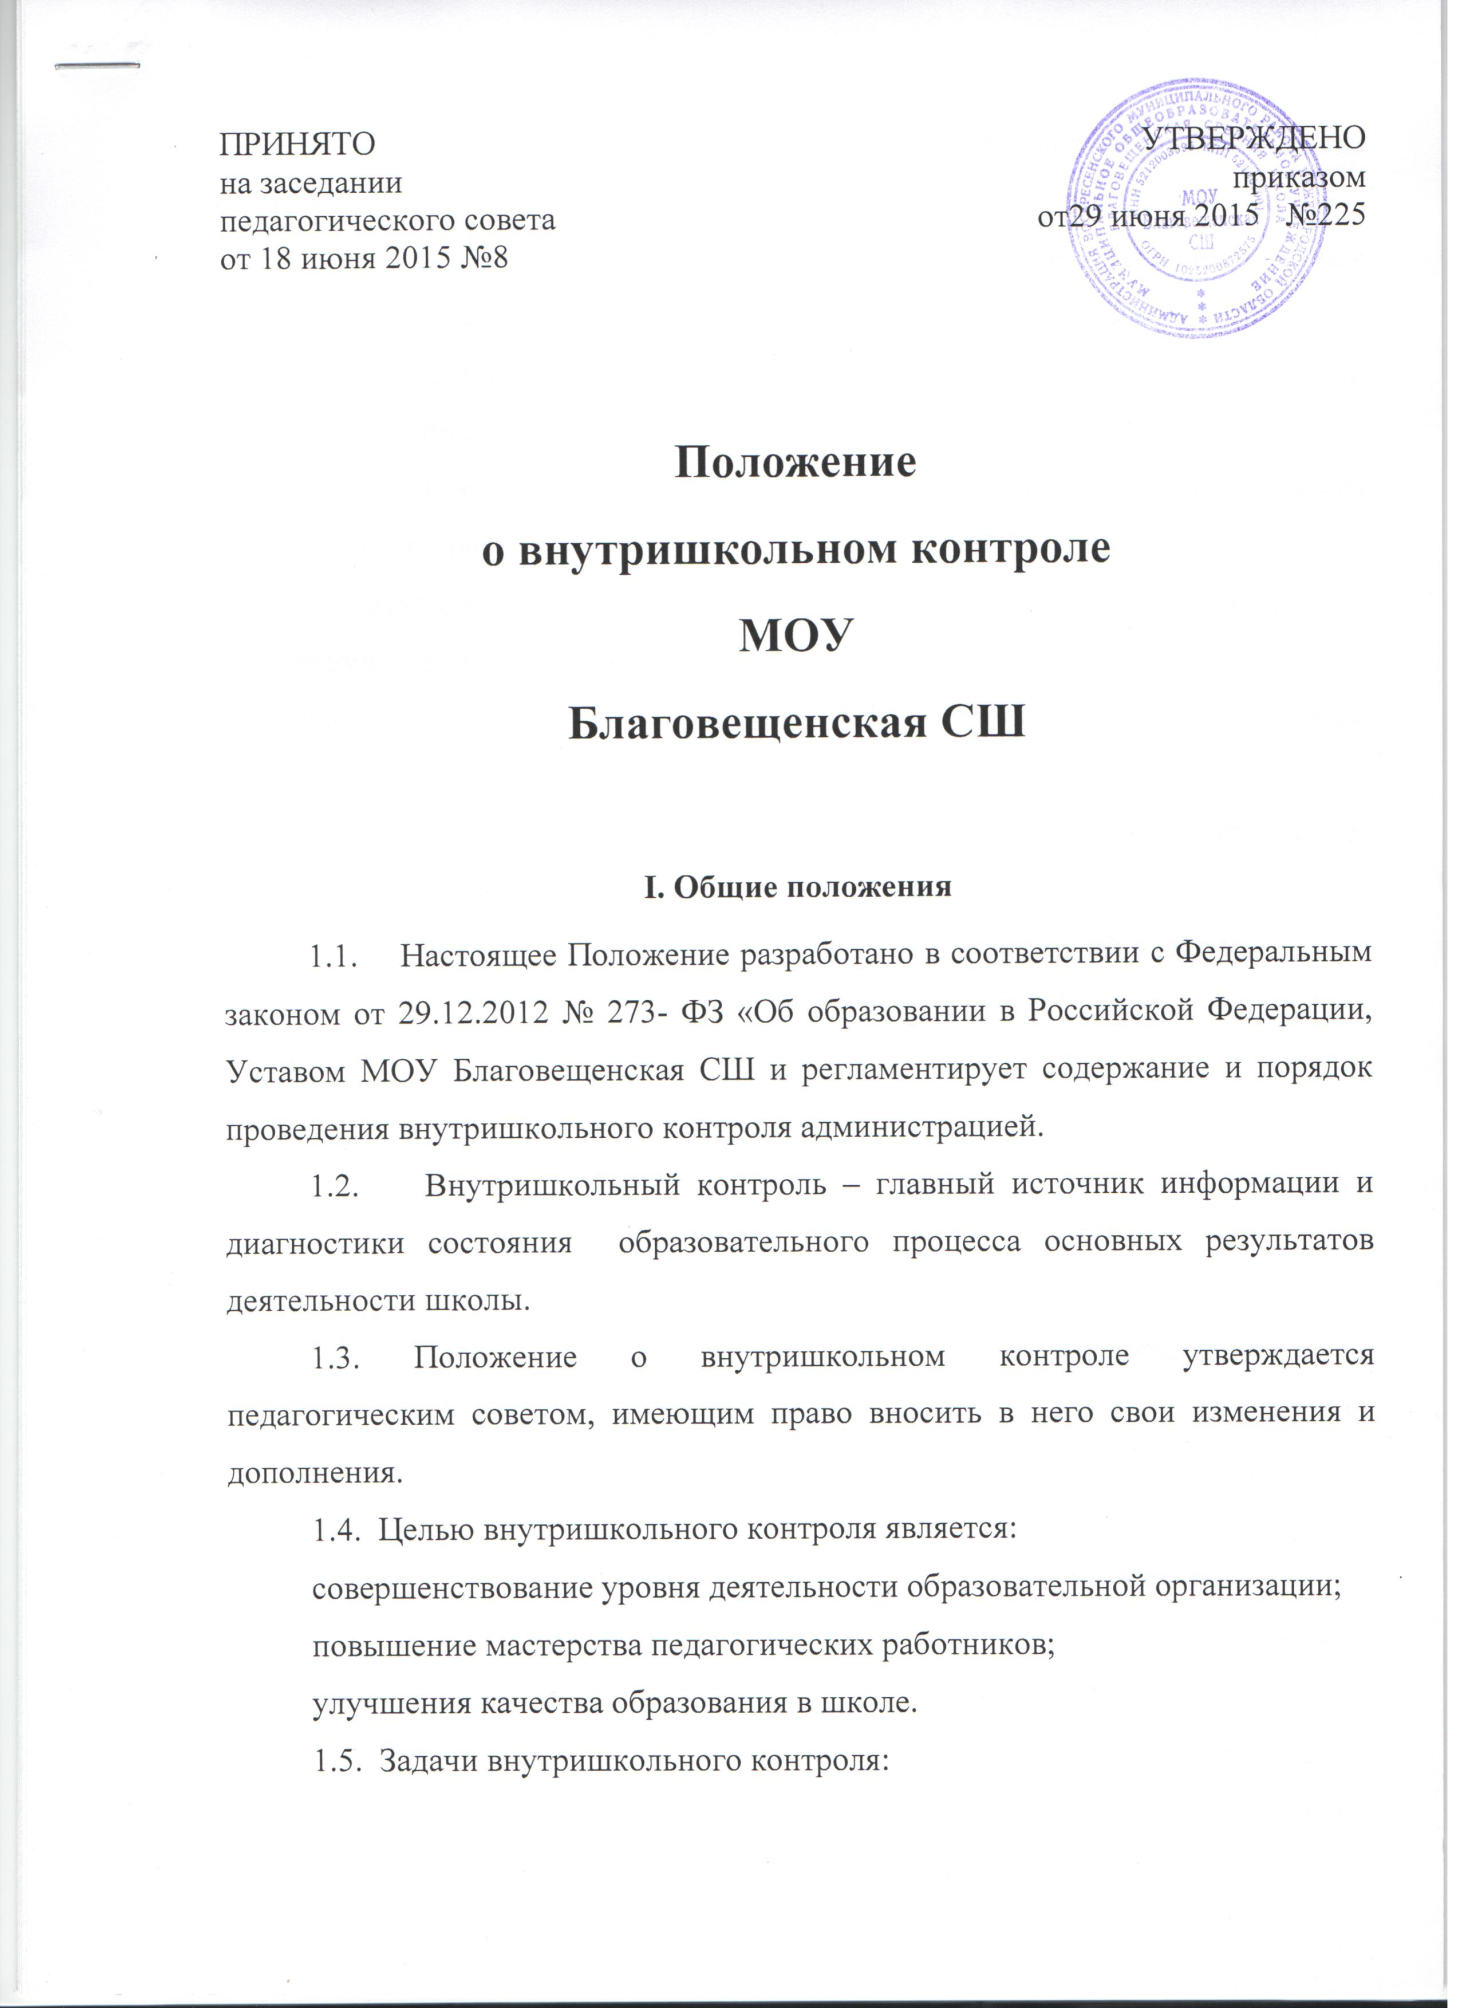 ПРИНЯТО
на заседании
педагогического совета
от 18 июня 2015 №8
УТВЕРЖДЕНО
приказом
от29 июня 2015 №225
МОУ
СШ
ОГРН 1025200872575
Положение
о внутришкольном контроле
МОУ
Благовещенская СШ
I. Общие положения
1.1. Настоящее Положение разработано в соответствии с Федеральным
законом от 29.12.2012 № 273- ФЗ «Об образовании в Российской Федерации,
Уставом МОУ Благовещенская СШ и регламентирует содержание и порядок
проведения внутришкольного контроля администрацией.
1.2. Внутришкольный контроль – главный источник информации и
диагностики состояния образовательного процесса основных результатов
деятельности школы.
1.3. Положение о внутришкольном контроле утверждается
педагогическим советом, имеющим право вносить в него свои изменения и
дополнения.
1.4. Целью внутришкольного контроля является:
совершенствование уровня деятельности образовательной организации;
повышение мастерства педагогических работников;
улучшения качества образования в школе.
1.5. Задачи внутришкольного контроля: